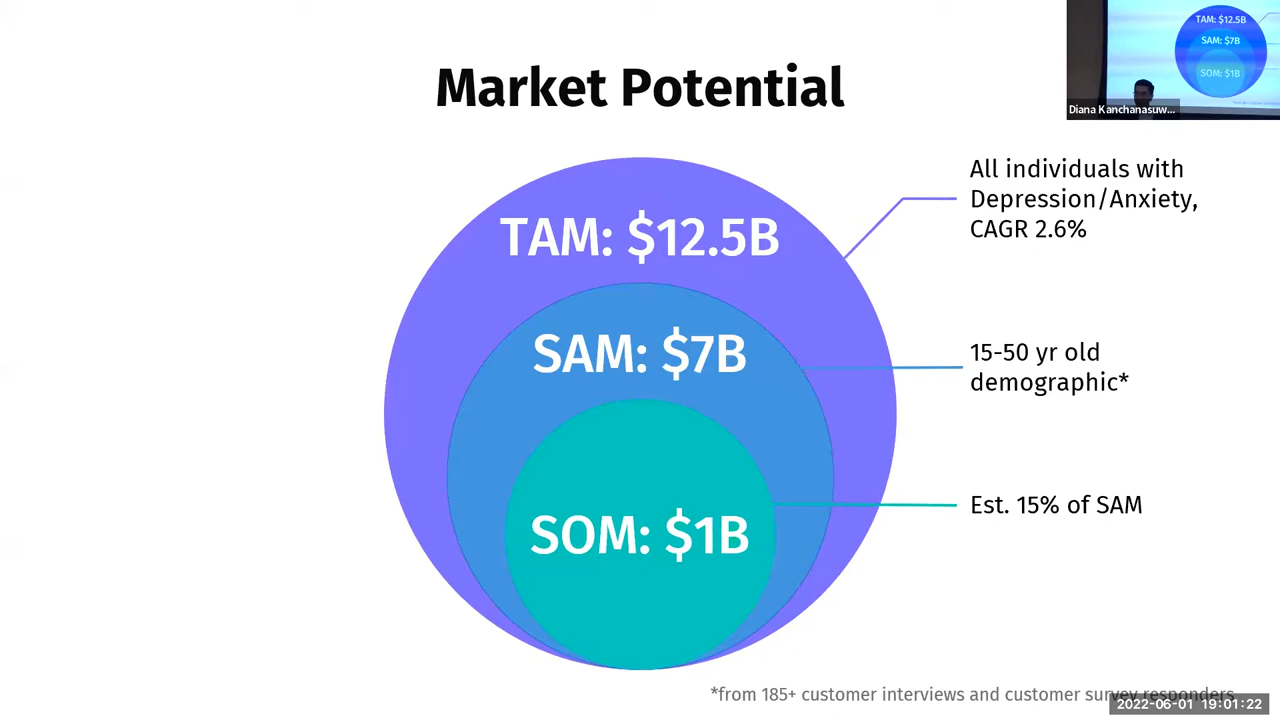 Market Potential
TAM: $12.5B
SAM: $7B
SOM: $1B
Diana Kanchanasuw...
All individuals with
Depression/Anxiety,
CAGR 2.6%
TAM: $12.5B
SAM: $7B
15-50 yr old
demographic*
SOM: $1B
Est. 15% of SAM
*from 185+ customer interviews and customer survey responders
2022-06-01 19:01:22